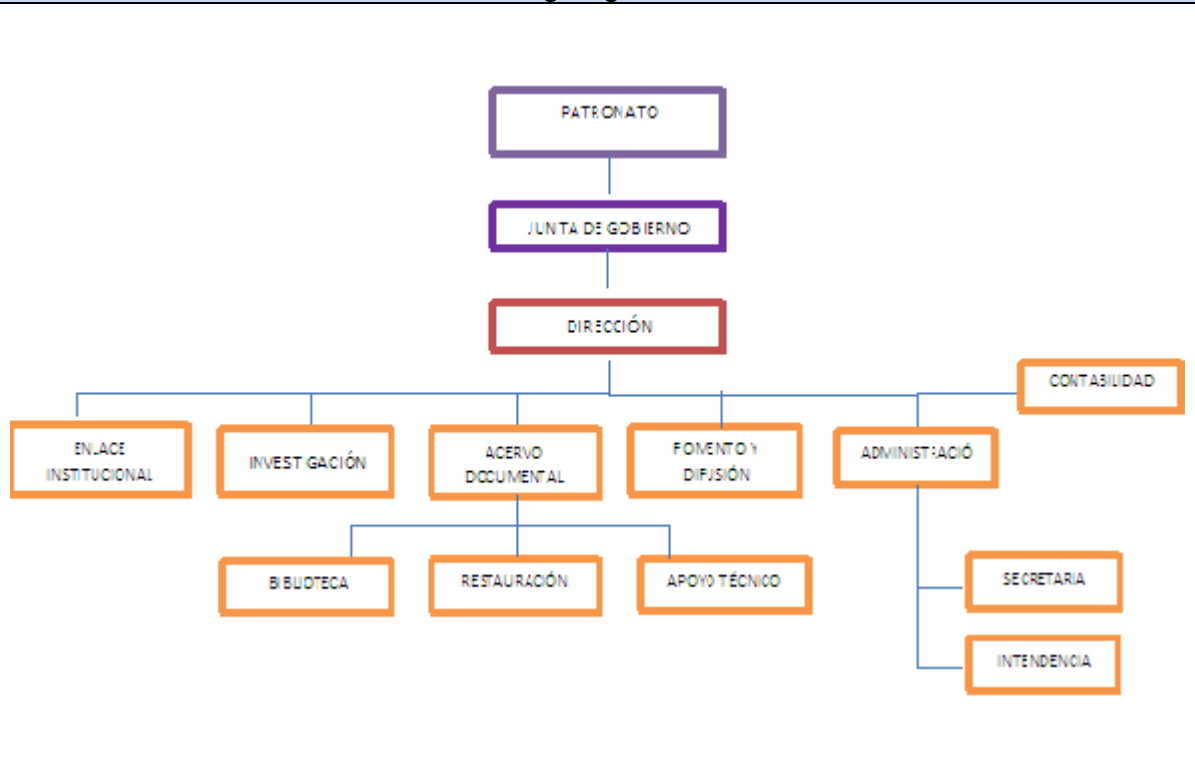 PATRONATO
JUNTA DE GOBIERNO
DIRECCIÓN
CONTABILIDAD
ENLACE
INSTITUCIONAL
INVESTIGACIÓN
ACERVO
DOCUMENTAL
FOMENTO Y
DIFUSIÓN
ADMINISTRACIÓ
BIBLIOTECA
RESTAURACIÓN
APOYO TÉCNICO
SECRETARIA
INTENDENCIA